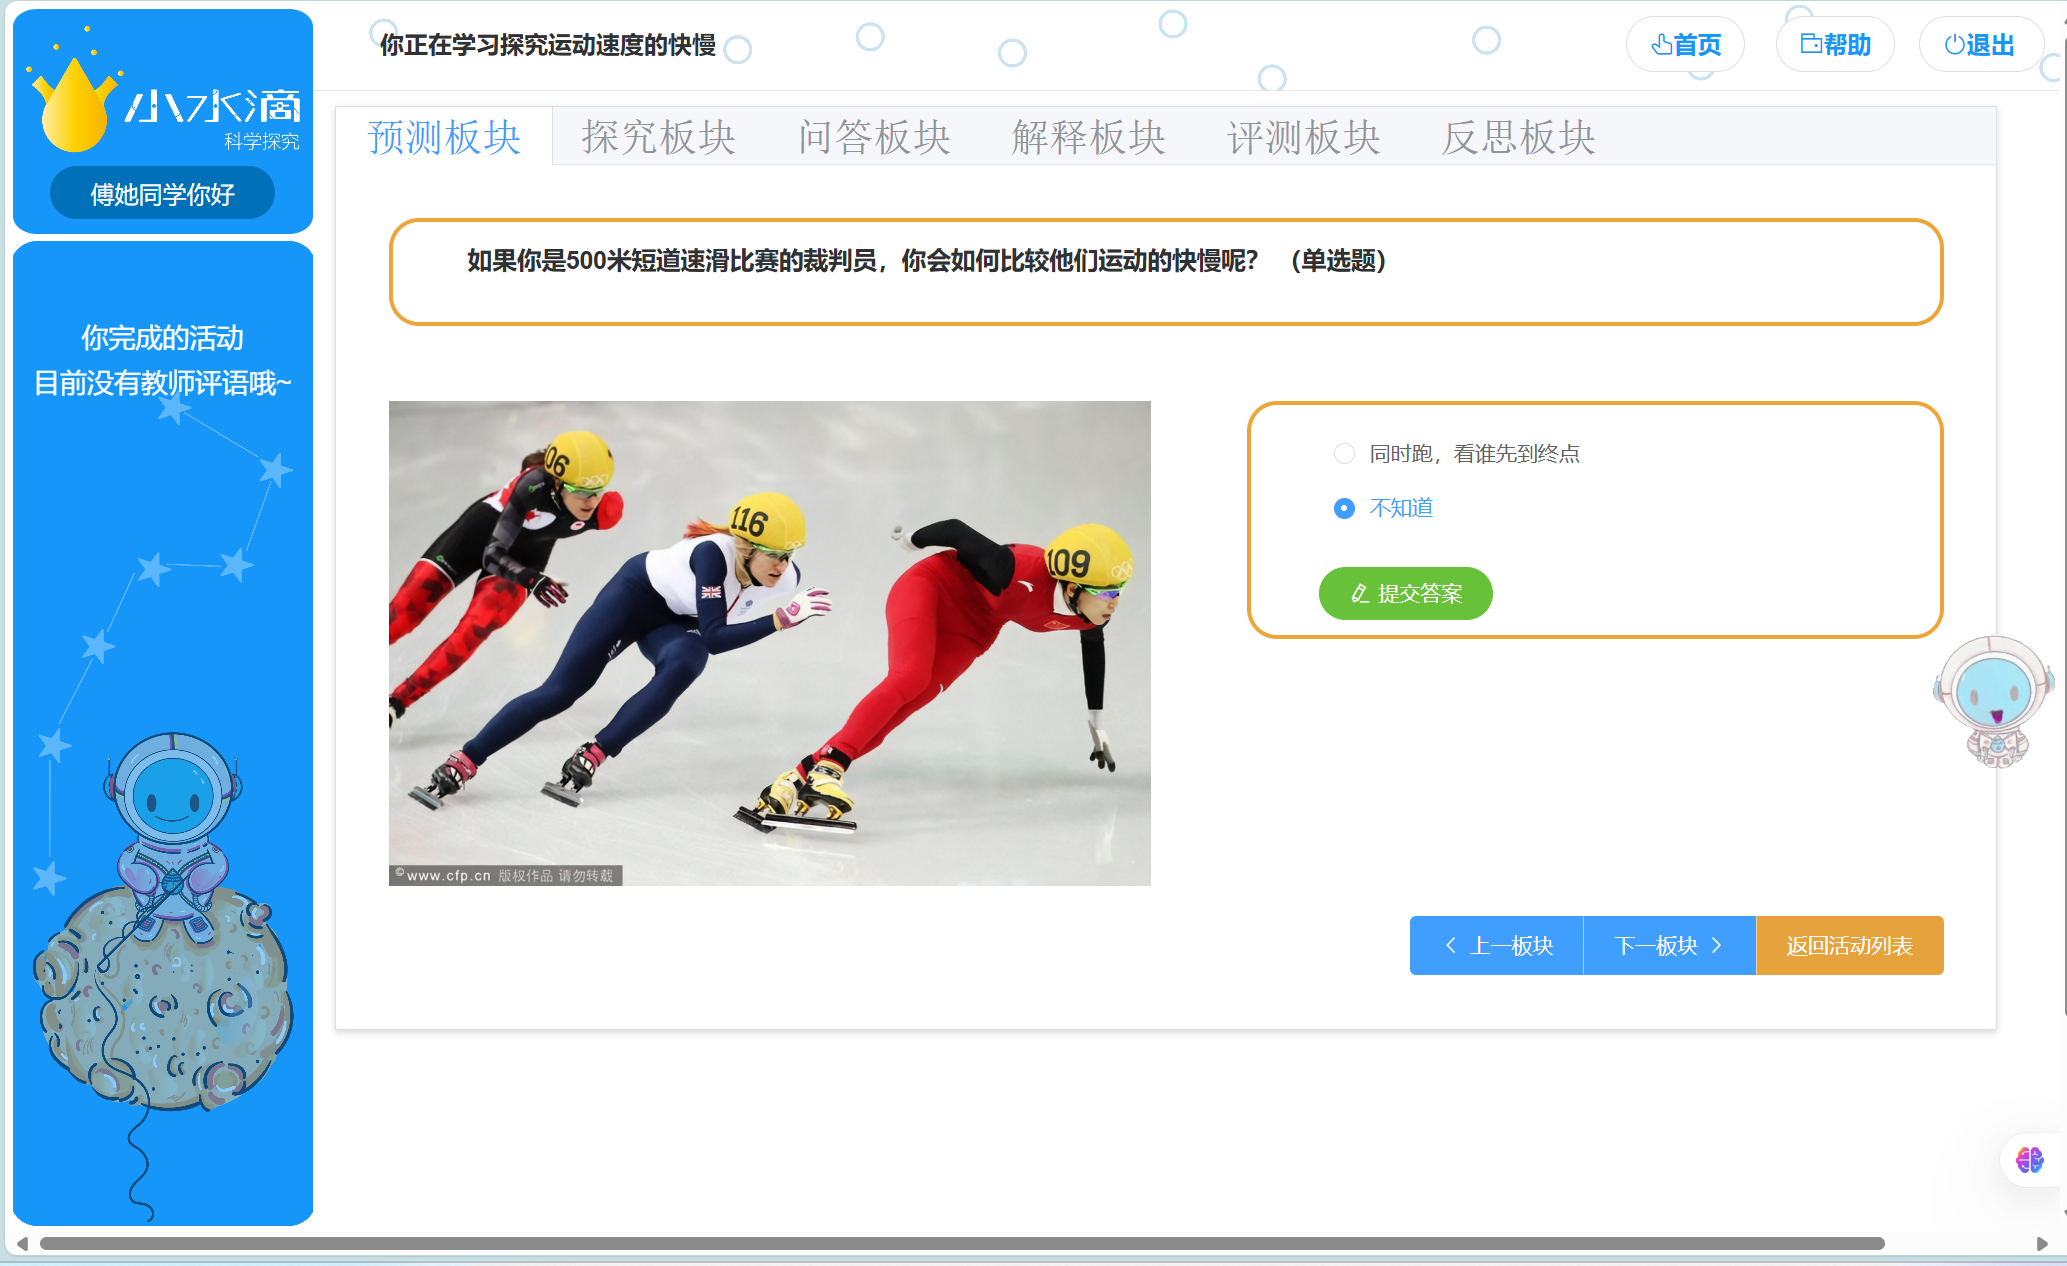 小水滴
科学探究
傅她同学你好
你完成的活动
目前没有教师评语哦~
你正在学习探究运动速度的快慢
首页
帮助
退出
预测板块
探究板块
问答板块
解释板块
评测板块
反思板块
如果你是500米短道速滑比赛的裁判员，你会如何比较他们运动的快慢呢？ （单选题）
06
116
109
©www.cfp.cn 版权作品 请勿转载
同时跑，看谁先到终点
不知道
提交答案
上一板块
下一板块
返回活动列表